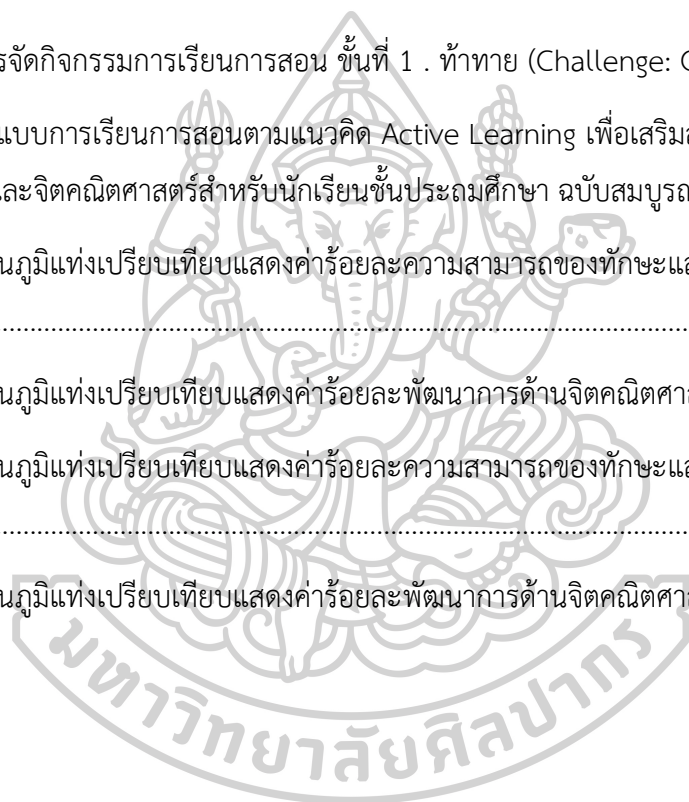 รจัดกิจกรรมการเรียนการสอน ขั้นที่ 1 . ท้าทาย (Challenge:
แบบการเรียนการสอนตามแนวคิด Active Learning เพื่อเสริม
ละจิตคณิตศาสตร์สำหรับนักเรียนชั้นประถมศึกษา ฉบับสมบูรณ์
นภูมิแท่งเปรียบเทียบแสดงค่าร้อยละความสามารถของทักษะแล
................................................................................
นภูมิแท่งเปรียบเทียบแสดงค่าร้อยละพัฒนาการด้านจิตคณิตศา
นภูมิแท่งเปรียบเทียบแสดงค่าร้อยละความสามารถของทักษะแล
................................................................................
นภูมิแท่งเปรียบเทียบแสดงค่าร้อยละพัฒนาการด้านจิตคณิตศา
มหาวิทยาลัยศิลปากร